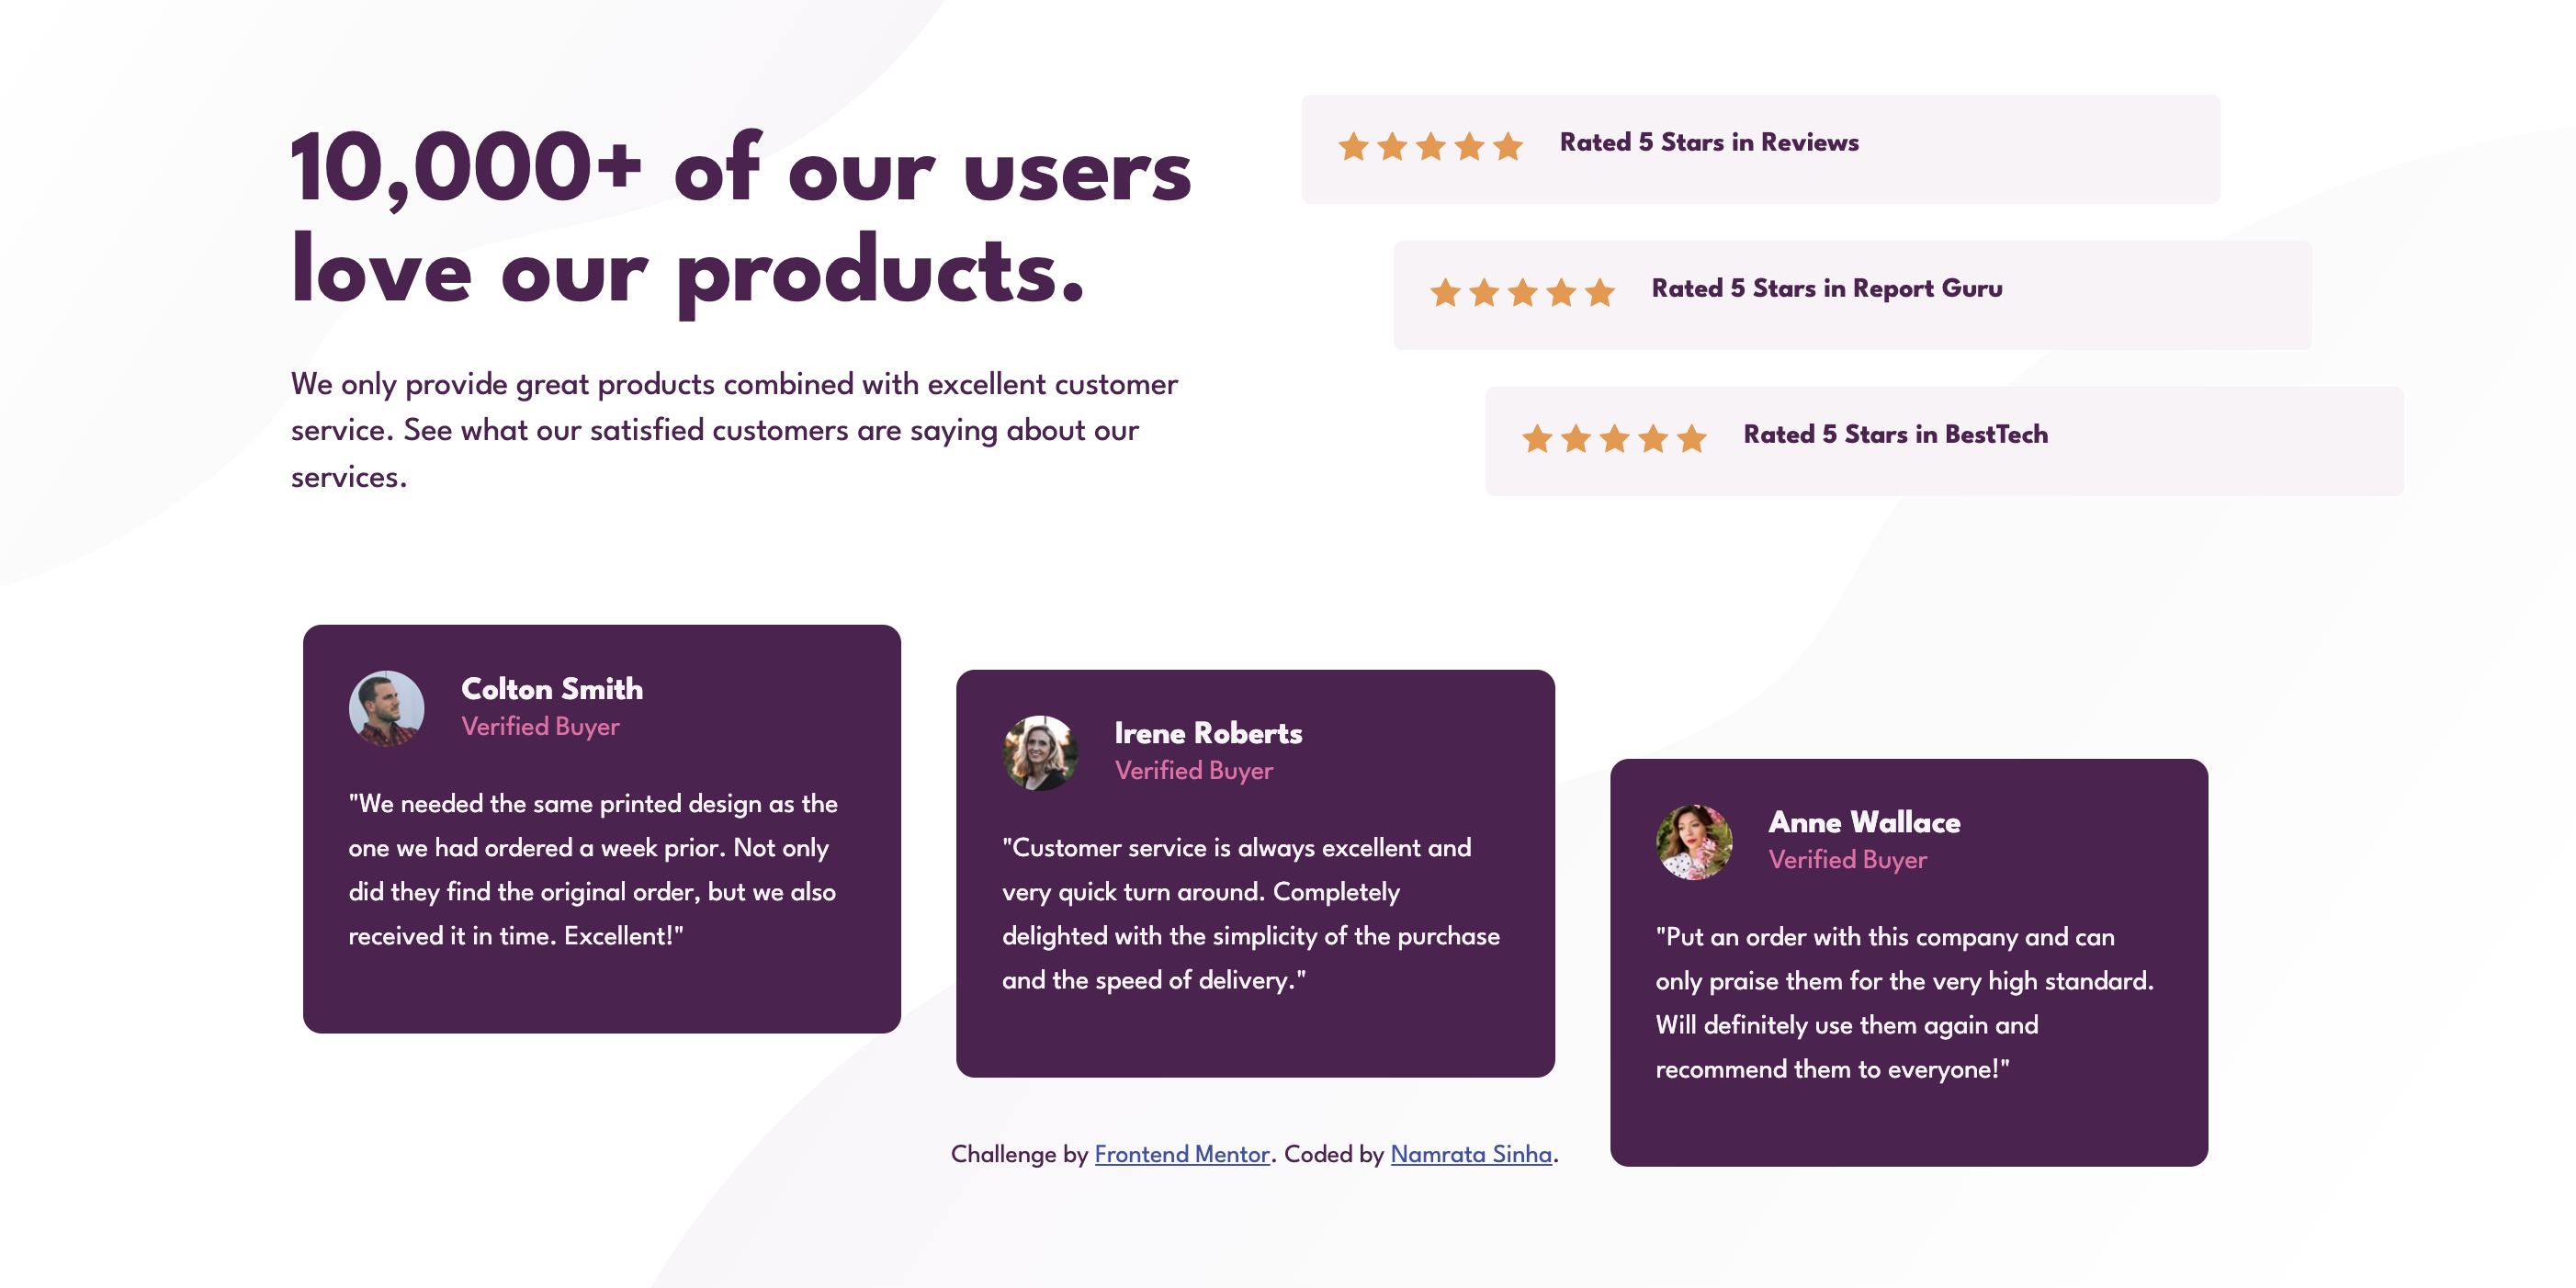 10,000+ of our users
love our products.
We only provide great products combined with excellent customer
service. See what our satisfied customers are saying about our
services.
Rated 5 Stars in Reviews
Rated 5 Stars in Report Guru
Rated 5 Stars in BestTech
Colton Smith
Verified Buyer
"We needed the same printed design as the
one we had ordered a week prior. Not only
did they find the original order, but we also
received it in time. Excellent!"
Irene Roberts
Verified Buyer
"Customer service is always excellent and
very quick turn around. Completely
delighted with the simplicity of the purchase
and the speed of delivery."
Anne Wallace
Verified Buyer
"Put an order with this company and can
only praise them for the very high standard.
Will definitely use them again and
recommend them to everyone!"
Challenge by Frontend Mentor. Coded by Namrata Sinha.